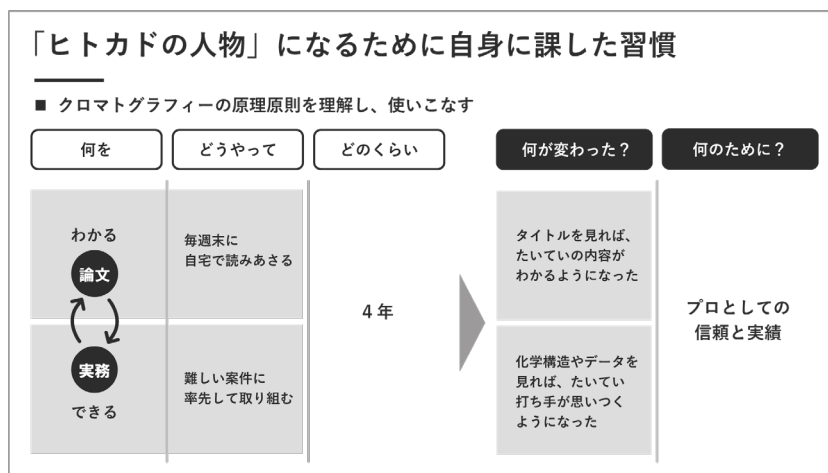 「ヒトカドの人物」になるために自身に課した習慣
■ クロマトグラフィーの原理原則を理解し、使いこなす
何を
どうやって
どのくらい
何が変わった？
何のために？
わかる
論文
実務
できる
毎週末に
自宅で読みあさる
難しい案件に
率先して取り組む
4年
タイトルを見れば、
たいていの内容が
わかるようになった
化学構造やデータを
見れば、たいてい
打ち手が思いつく
ようになった
プロとしての
信頼と実績